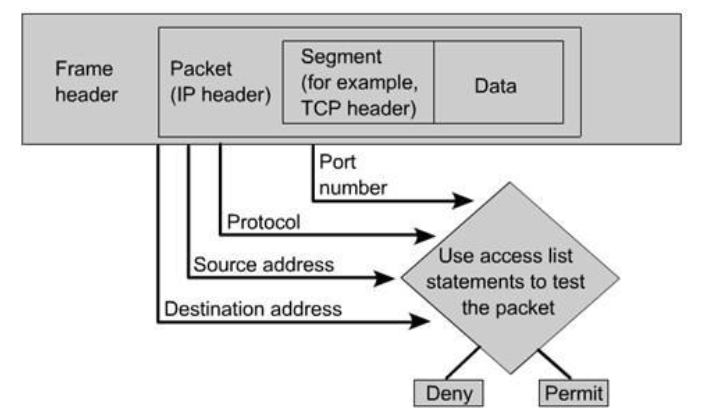 Frame
header
Packet
(IP header)
Segment
(for example,
TCP header)
Data
Port
number
Protocol
Source address
Destination address
Use access list
statements to test
the packet
Deny
Permit